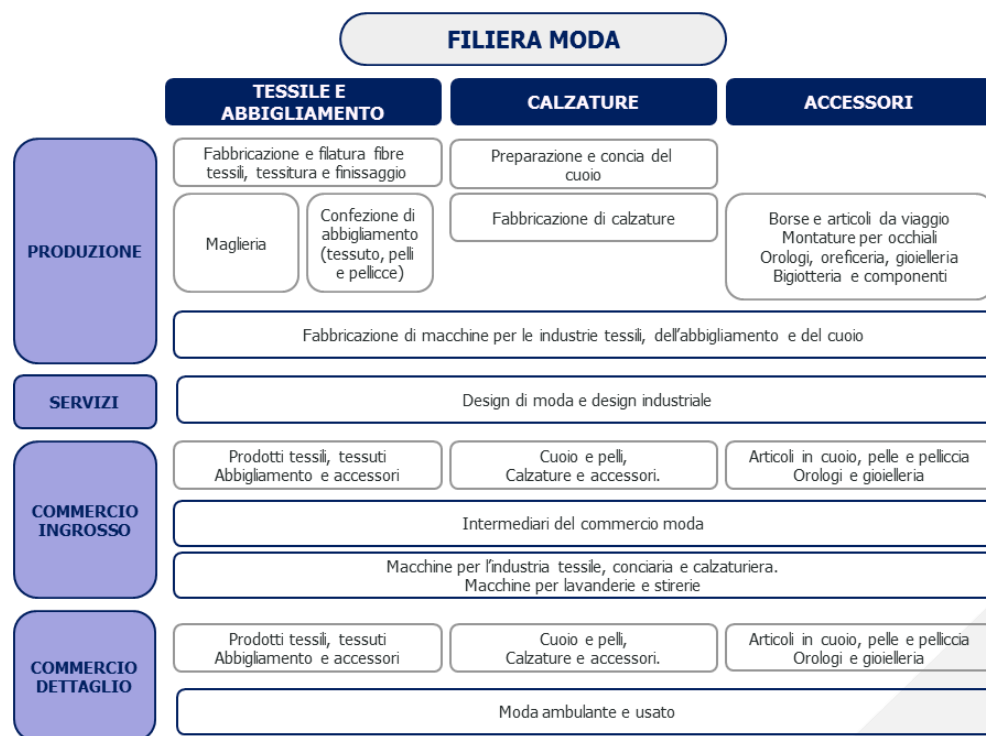 FILIERA MODA
TESSILE E
ABBIGLIAMENTO
CALZATURE
ACCESSORI
PRODUZIONE
Fabbricazione e filatura fibre
tessili, tessitura e finissaggio
Preparazione e concia del
cuoio
Maglieria
Confezione di
abbigliamento
(tessuto, pelli
e pellicce)
Fabbricazione di calzature
Borse e articoli da viaggio
Montature per occhiali
Orologi, oreficeria, gioielleria
Bigiotteria e componenti
Fabbricazione di macchine per le industrie tessili, dell'abbigliamento e del cuoio
SERVIZI
Design di moda e design industriale
COMMERCIO
INGROSSO
Prodotti tessili, tessuti
Abbigliamento e accessori
Cuoio e pelli,
Calzature e accessori.
Articoli in cuoio, pelle e pelliccia
Orologi e gioielleria
Intermediari del commercio moda
Macchine per l'industria tessile, conciaria e calzaturiera.
Macchine per lavanderie e stirerie
COMMERCIO
DETTAGLIO
Prodotti tessili, tessuti
Abbigliamento e accessori
Cuoio e pelli,
Calzature e accessori.
Articoli in cuoio, pelle e pelliccia
Orologi e gioielleria
Moda ambulante e usato